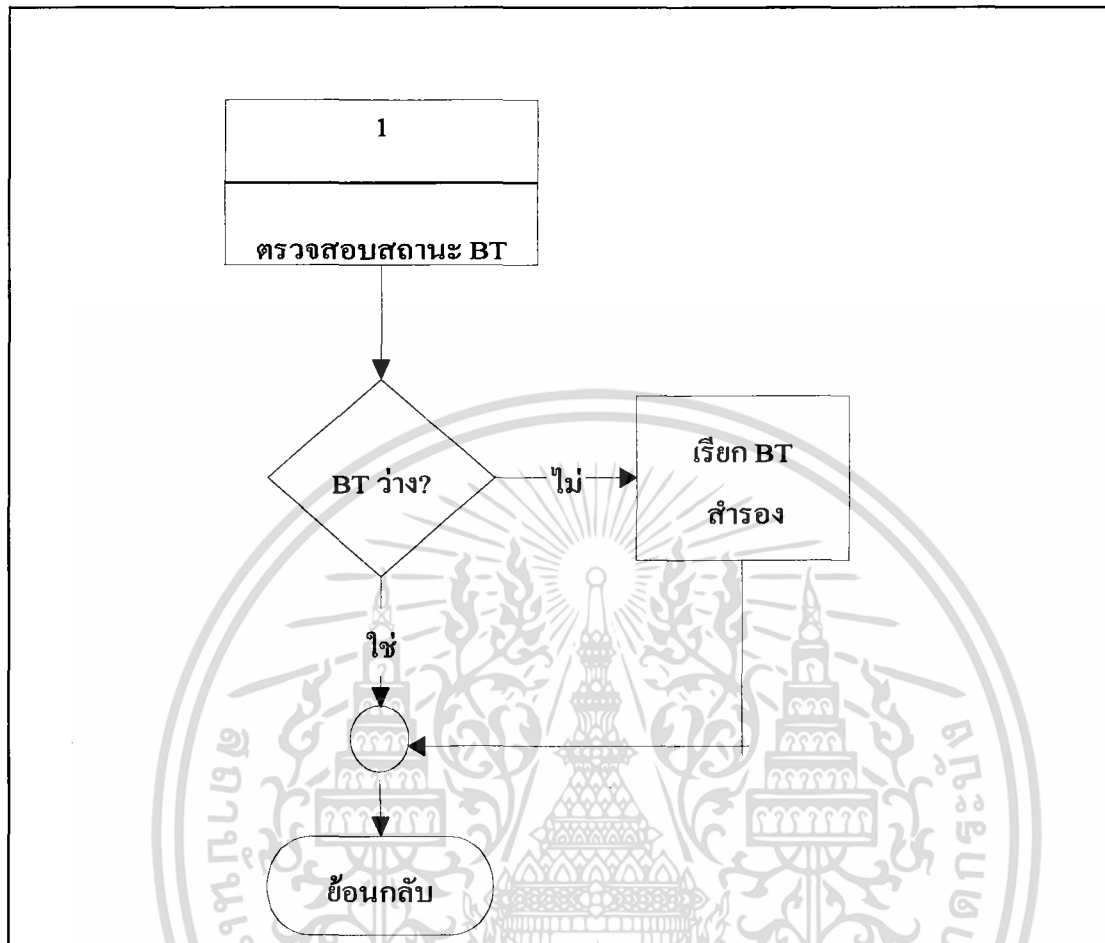 1
ตรวจสอบสถานะ BT
BT ว่าง?
ไม่
เรียก BT
สำรอง
ใช่
ย้อนกลับ